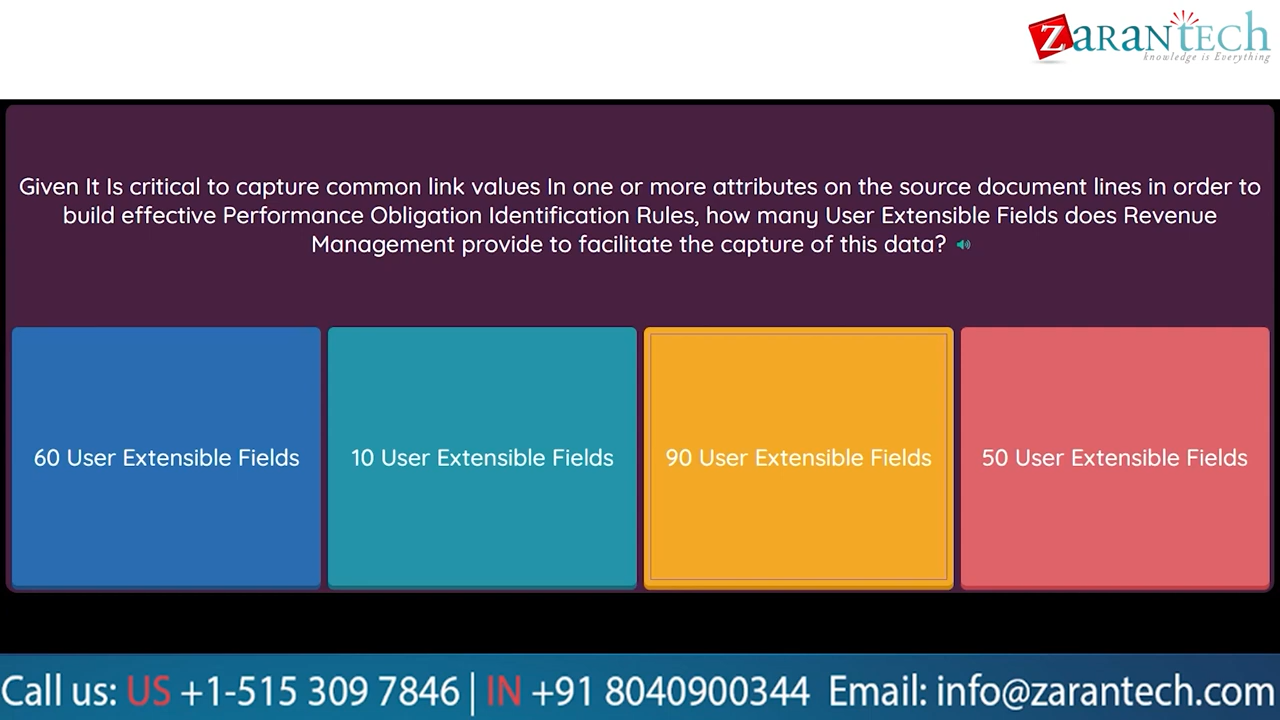 ZARANTECH
knowledge is Everything
Given It Is critical to capture common link values In one or more attributes on the source document lines in order to
build effective Performance Obligation Identification Rules, how many User Extensible Fields does Revenue
Management provide to facilitate the capture of this data?
60 User Extensible Fields
10 User Extensible Fields
90 User Extensible Fields
50 User Extensible Fields
Call us: US +1-515 309 7846 | IN +91 8040900344 Email: info@zarantech.com